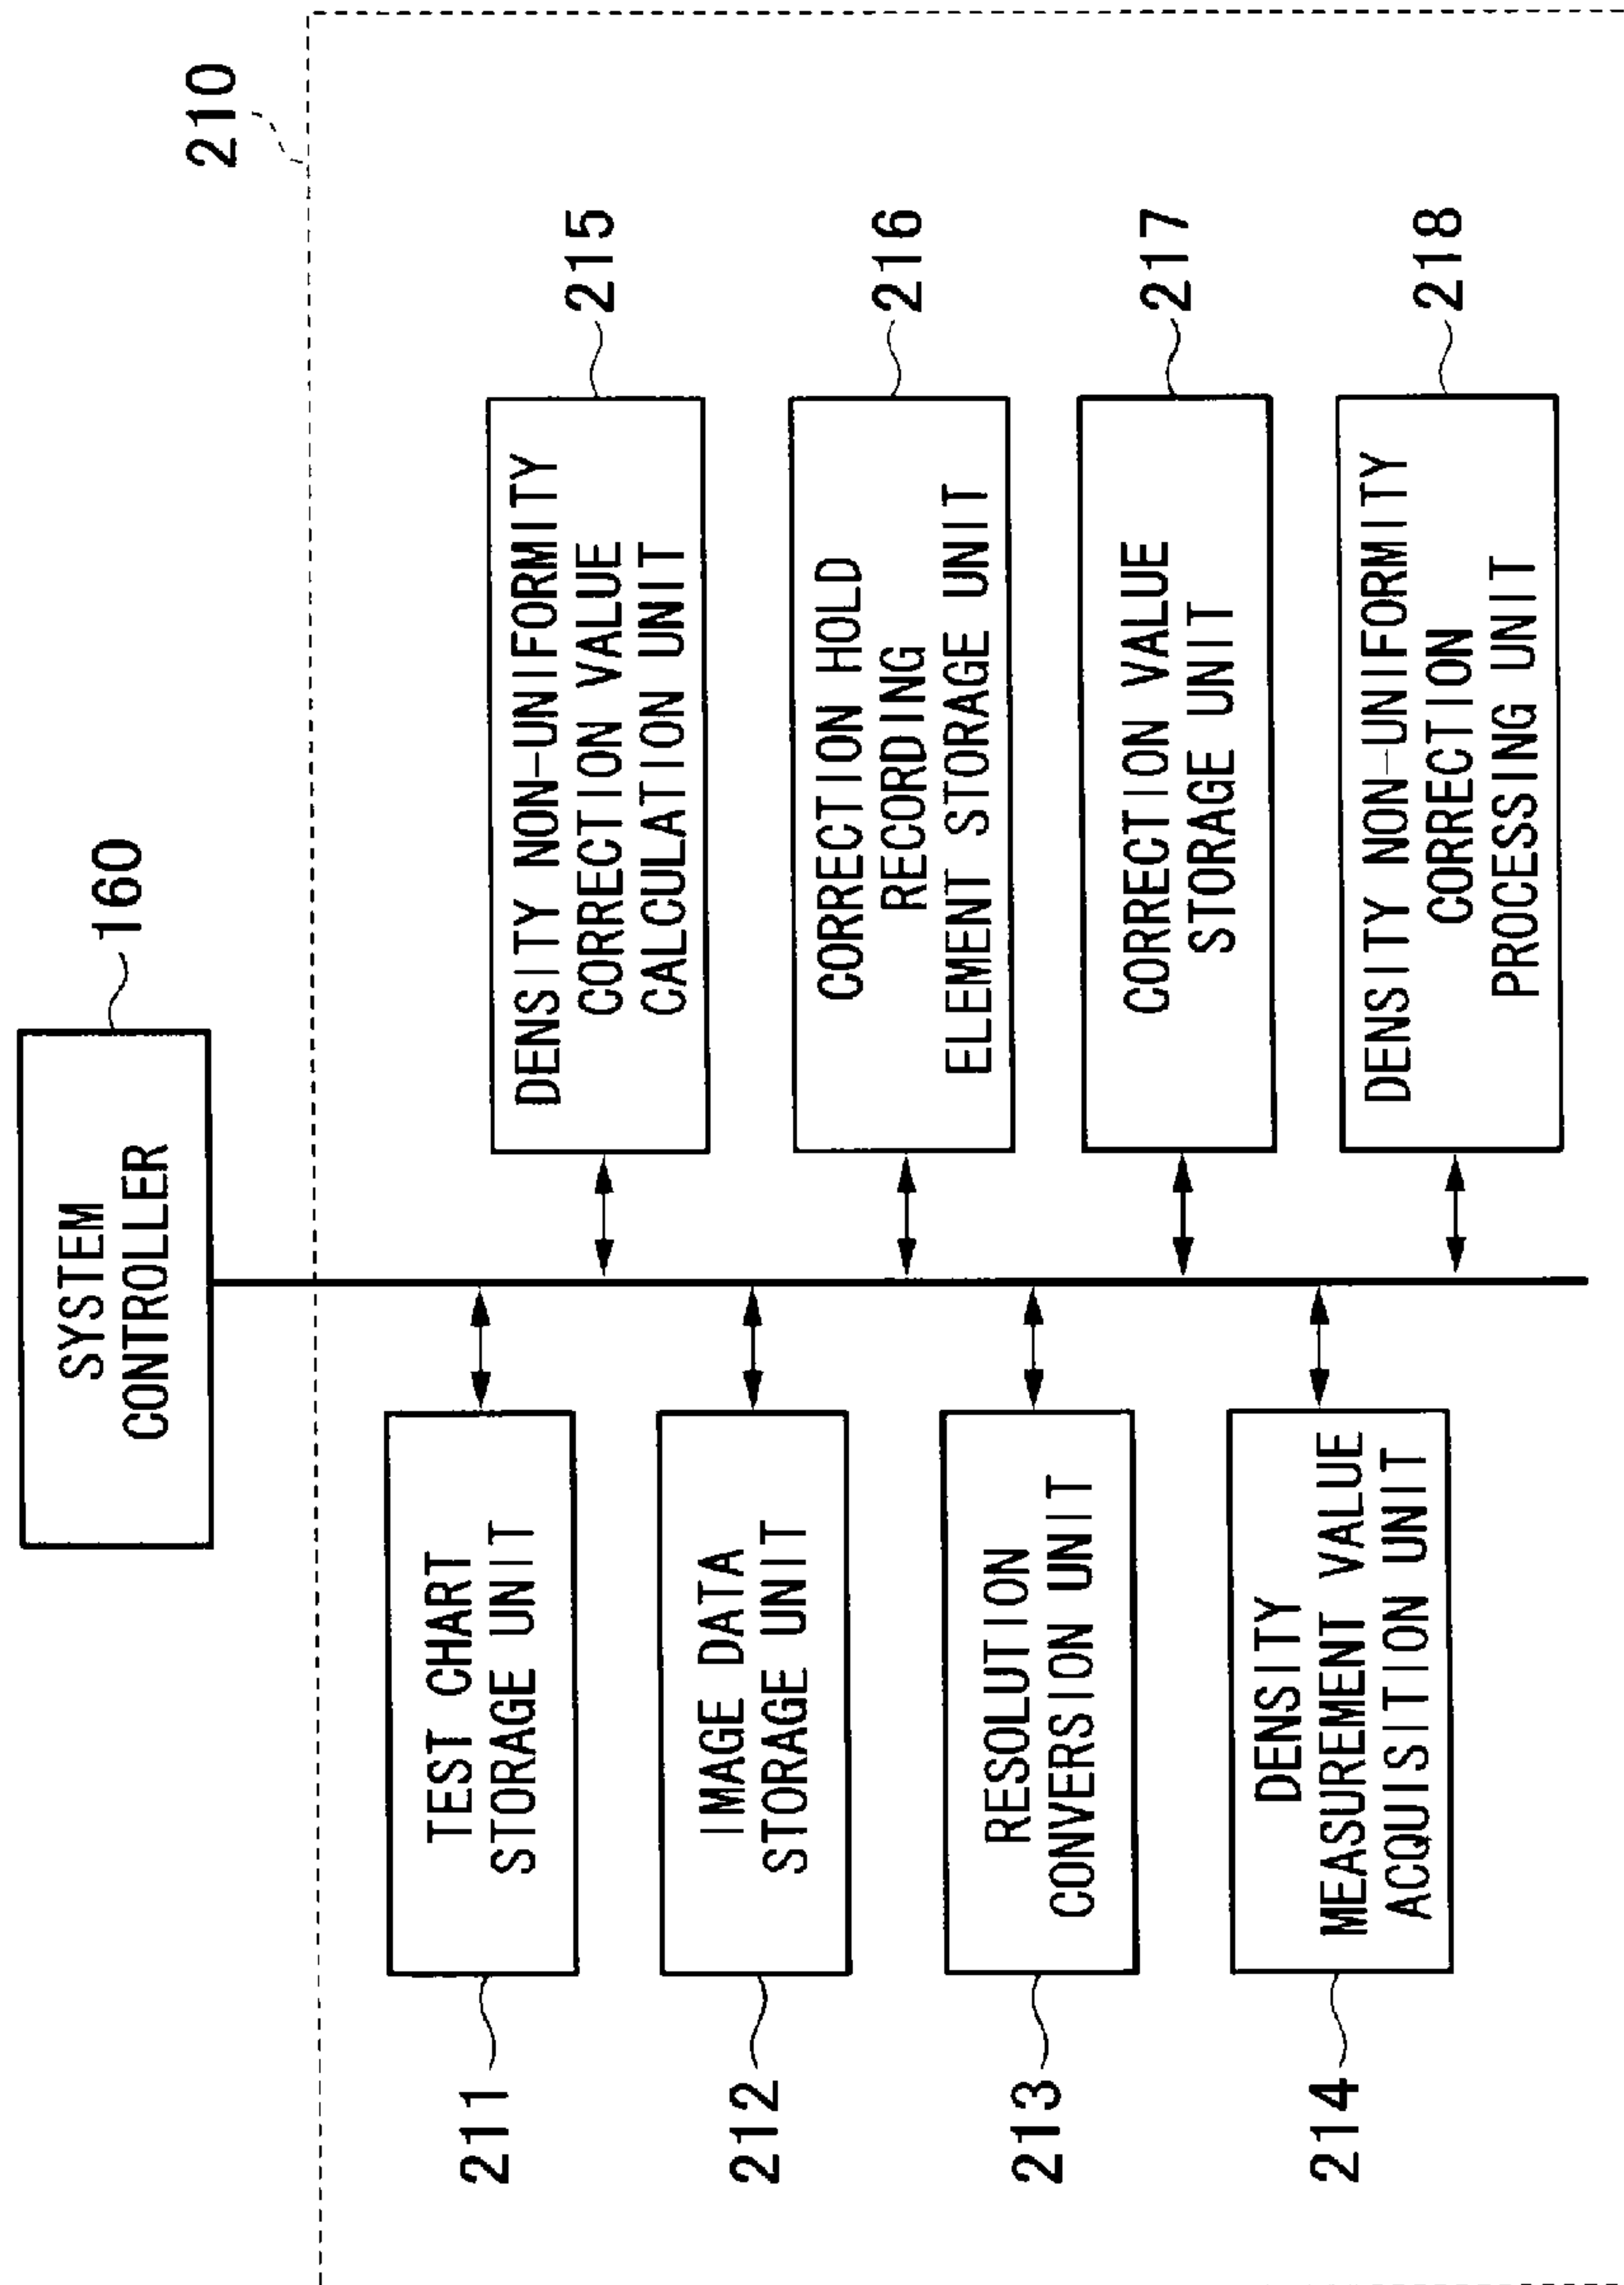 SYSTEM
CONTROLLER
160
210
TEST CHART
STORAGE UNIT
211
IMAGE DATA
STORAGE UNIT
212
RESOLUTION
CONVERSION UNIT
213
DENSITY
MEASUREMENT VALUE
ACQUISITION UNIT
214
DENSITY NON-UNIFORMITY
CORRECTION VALUE
CALCULATION UNIT
215
CORRECTION HOLD
RECORDING
ELEMENT STORAGE UNIT
216
CORRECTION VALUE
STORAGE UNIT
217
DENSITY NON-UNIFORMITY
CORRECTION
PROCESSING UNIT
218